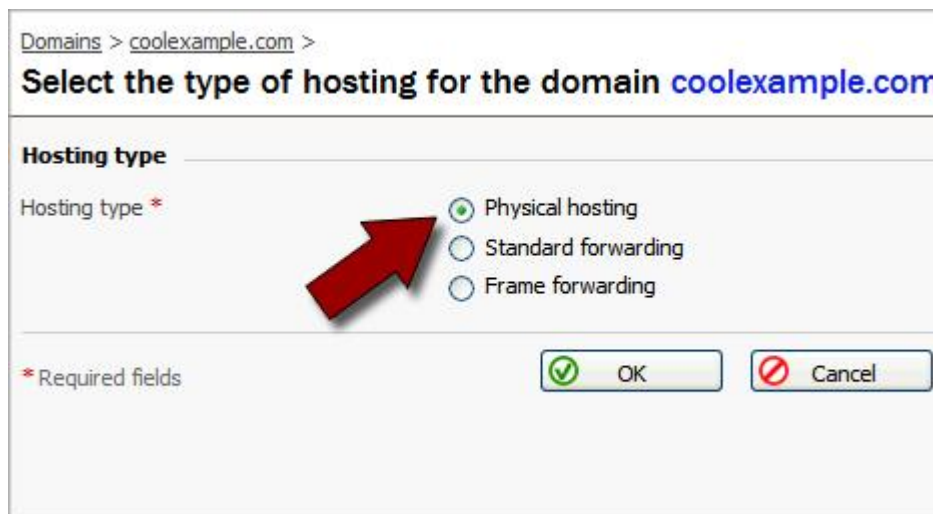 Domains > coolexample.com >
Select the type of hosting for the domain coolexample.com
Hosting type
Hosting type * Physical hosting
Standard forwarding
Frame forwarding
* Required fields OK Cancel